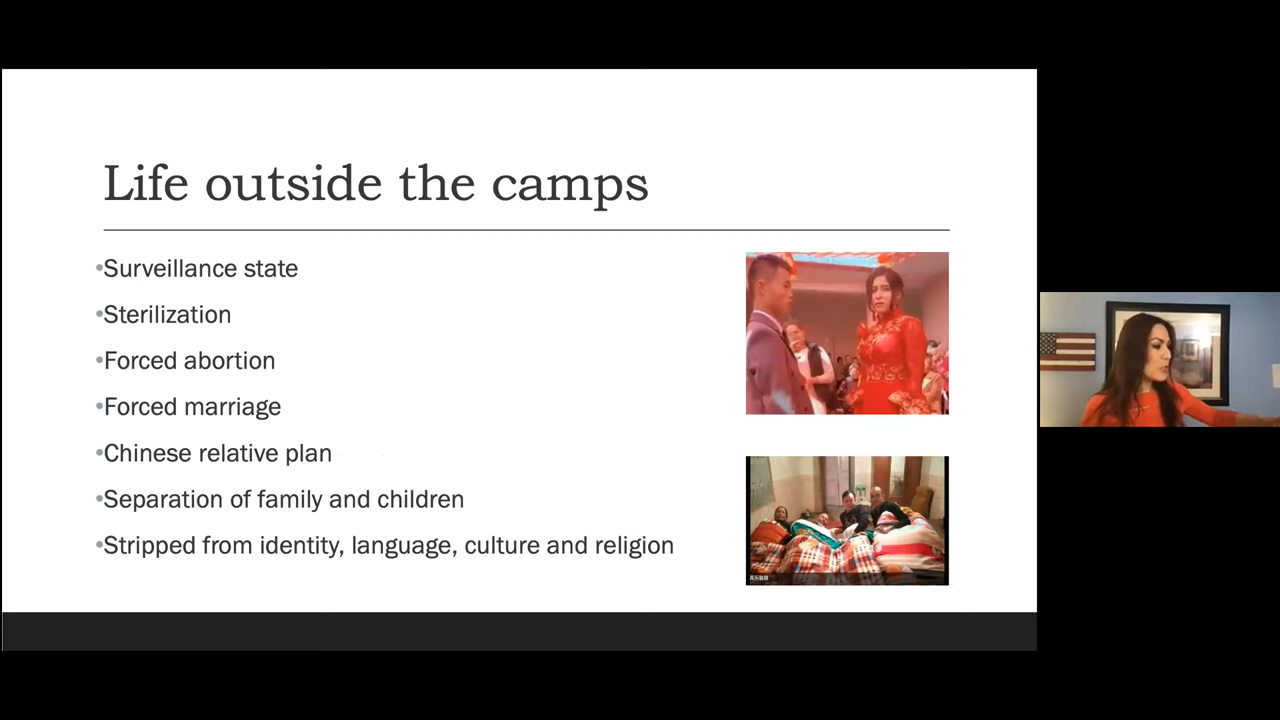 Life outside the camps
•Surveillance state
•Sterilization
•Forced abortion
•Forced marriage
•Chinese relative plan
•Separation of family and children
•Stripped from identity, language, culture and religion